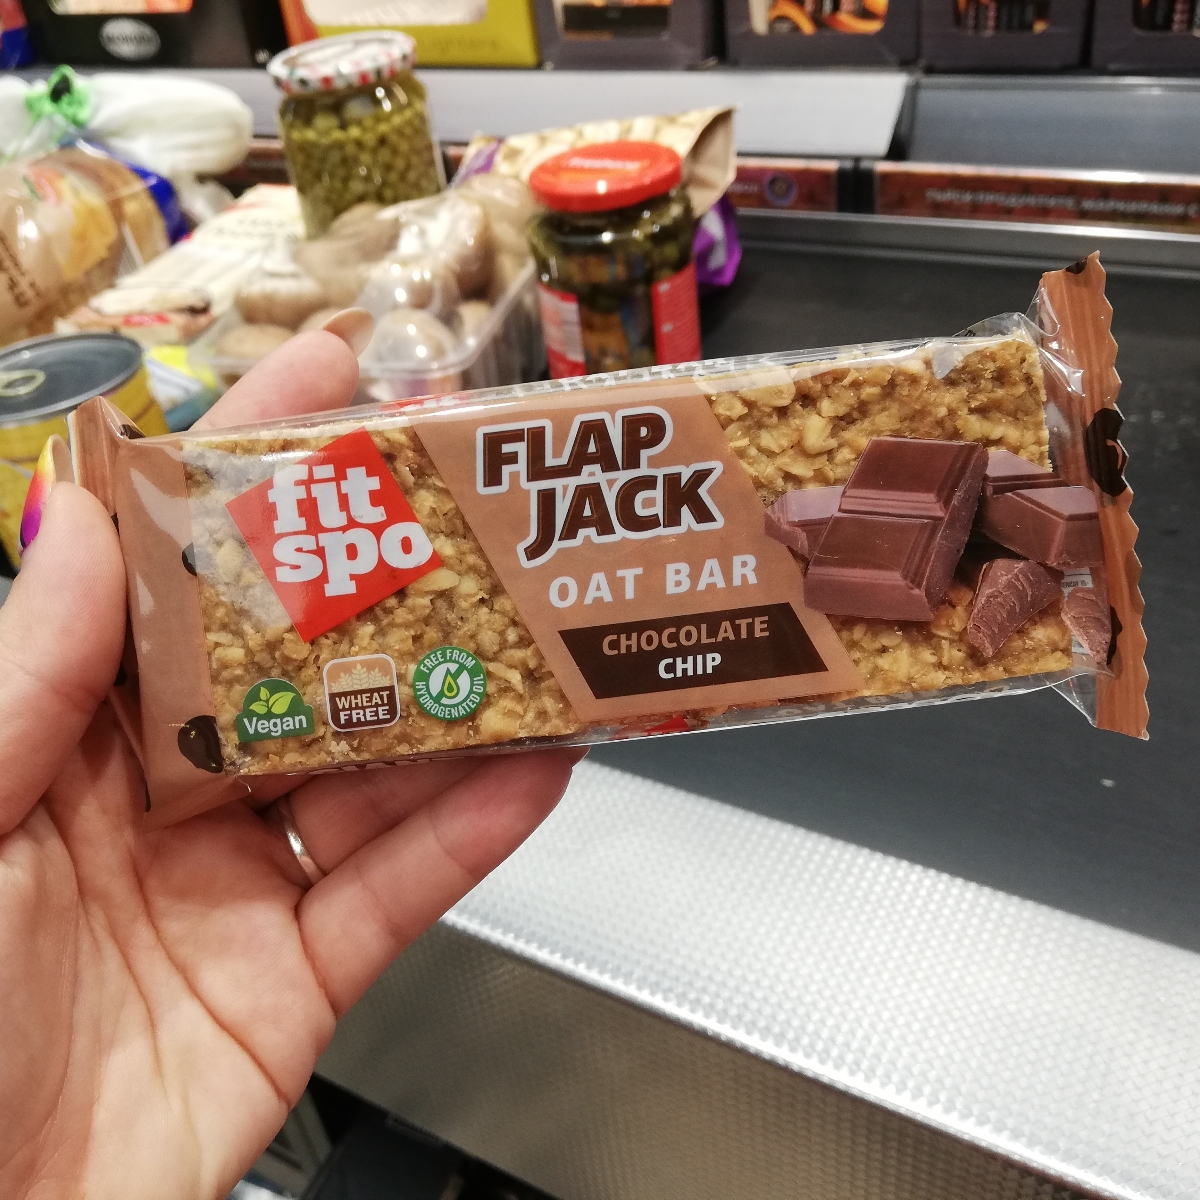 fit
spo
FLAP
JACK
OAT BAR
CHOCOLATE
CHIP
Vegan
WHEAT
FREE
FREE FROM
HYDROGENATED OIL